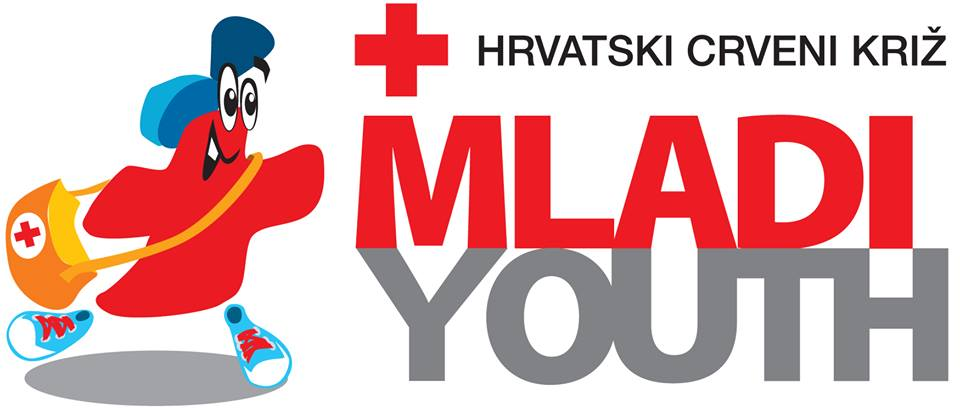 HRVATSKI CRVENI KRIŽ
MLADI
YOUTH